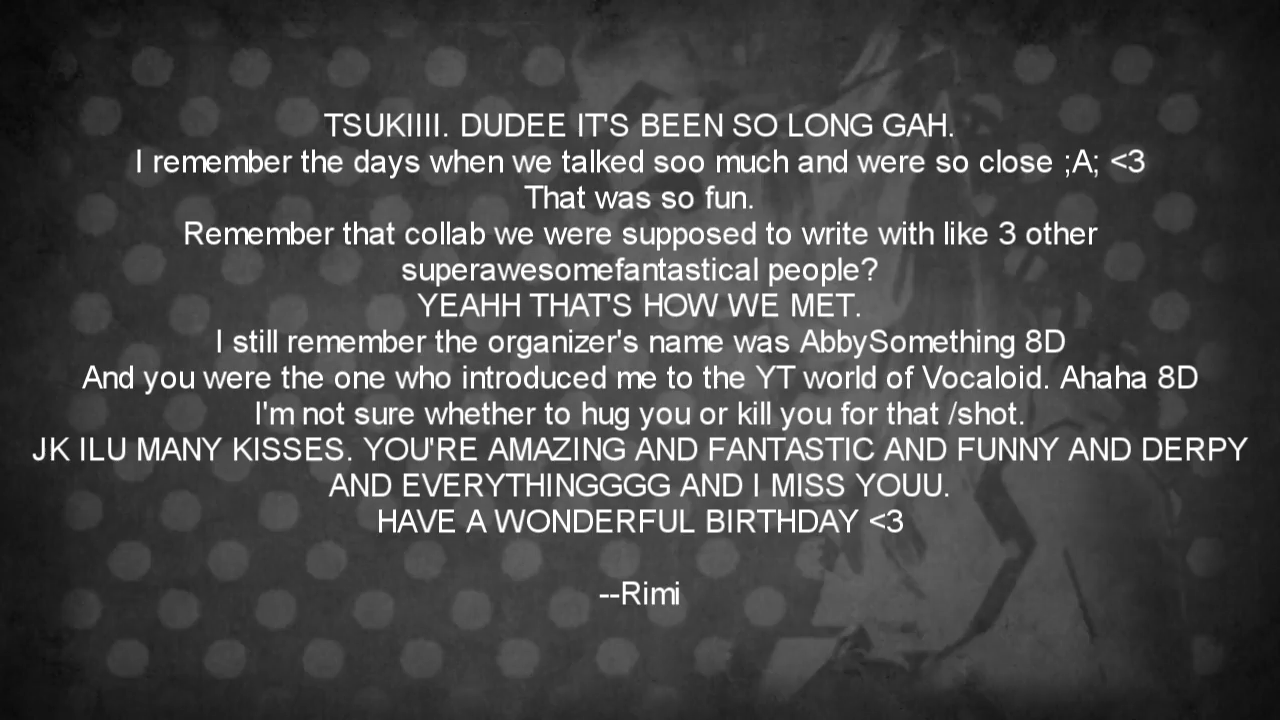 TSUKIIII. DUDEE IT'S BEEN SO LONG GAH.
I remember the days when we talked soo much and were so close ;A; <3
That was so fun.
Remember that collab we were supposed to write with like 3 other
superawesomefantastical people?
YEAHH THAT'S HOW WE MET.
I still remember the organizer's name was AbbySomething 8D
And you were the one who introduced me to the YT world of Vocaloid. Ahaha 8D
I'm not sure whether to hug you or kill you for that /shot.
JK ILU MANY KISSES. YOU'RE AMAZING AND FANTASTIC AND FUNNY AND DERPY
AND EVERYTHINGGGG AND I MISS YOUU.
HAVE A WONDERFUL BIRTHDAY <3
--Rimi